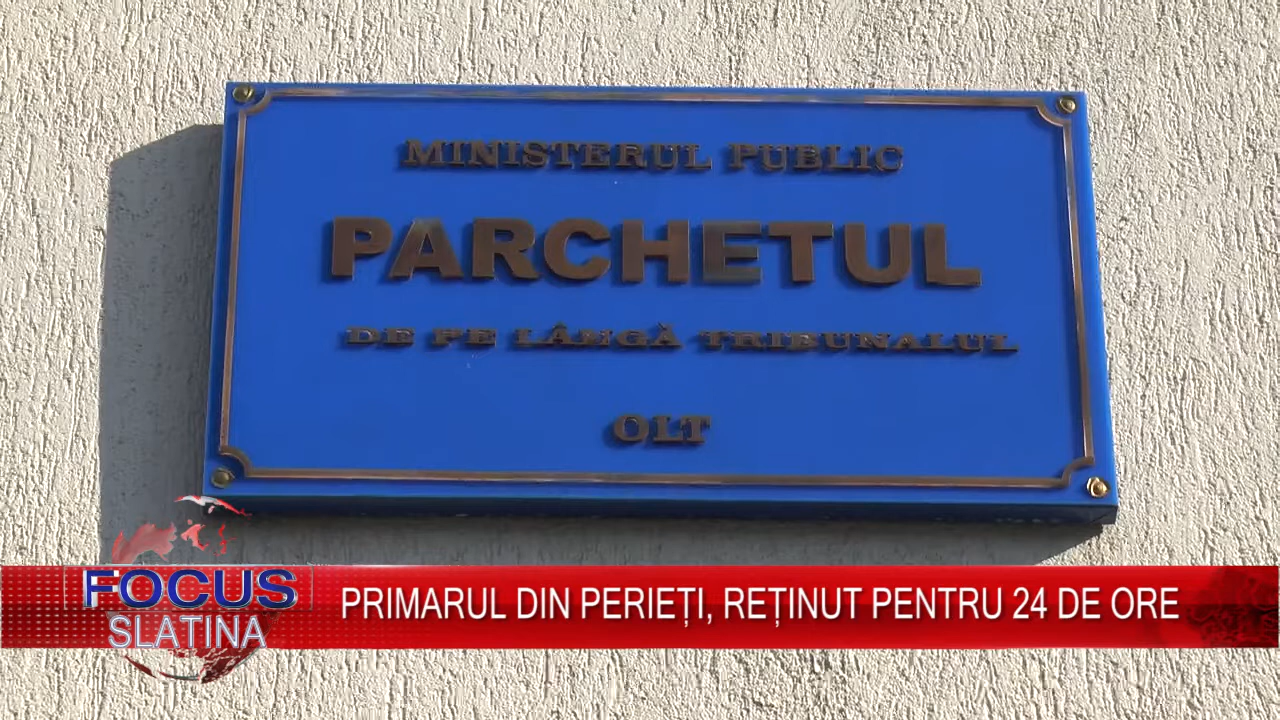 MINISTERUL PUBLIC
PARCHETUL
DE PE LÂNGĂ TRIBUNALUL
OLT
FOCUS
SLATINA
PRIMARUL DIN PERIEȚI, REȚINUT PENTRU 24 DE ORE